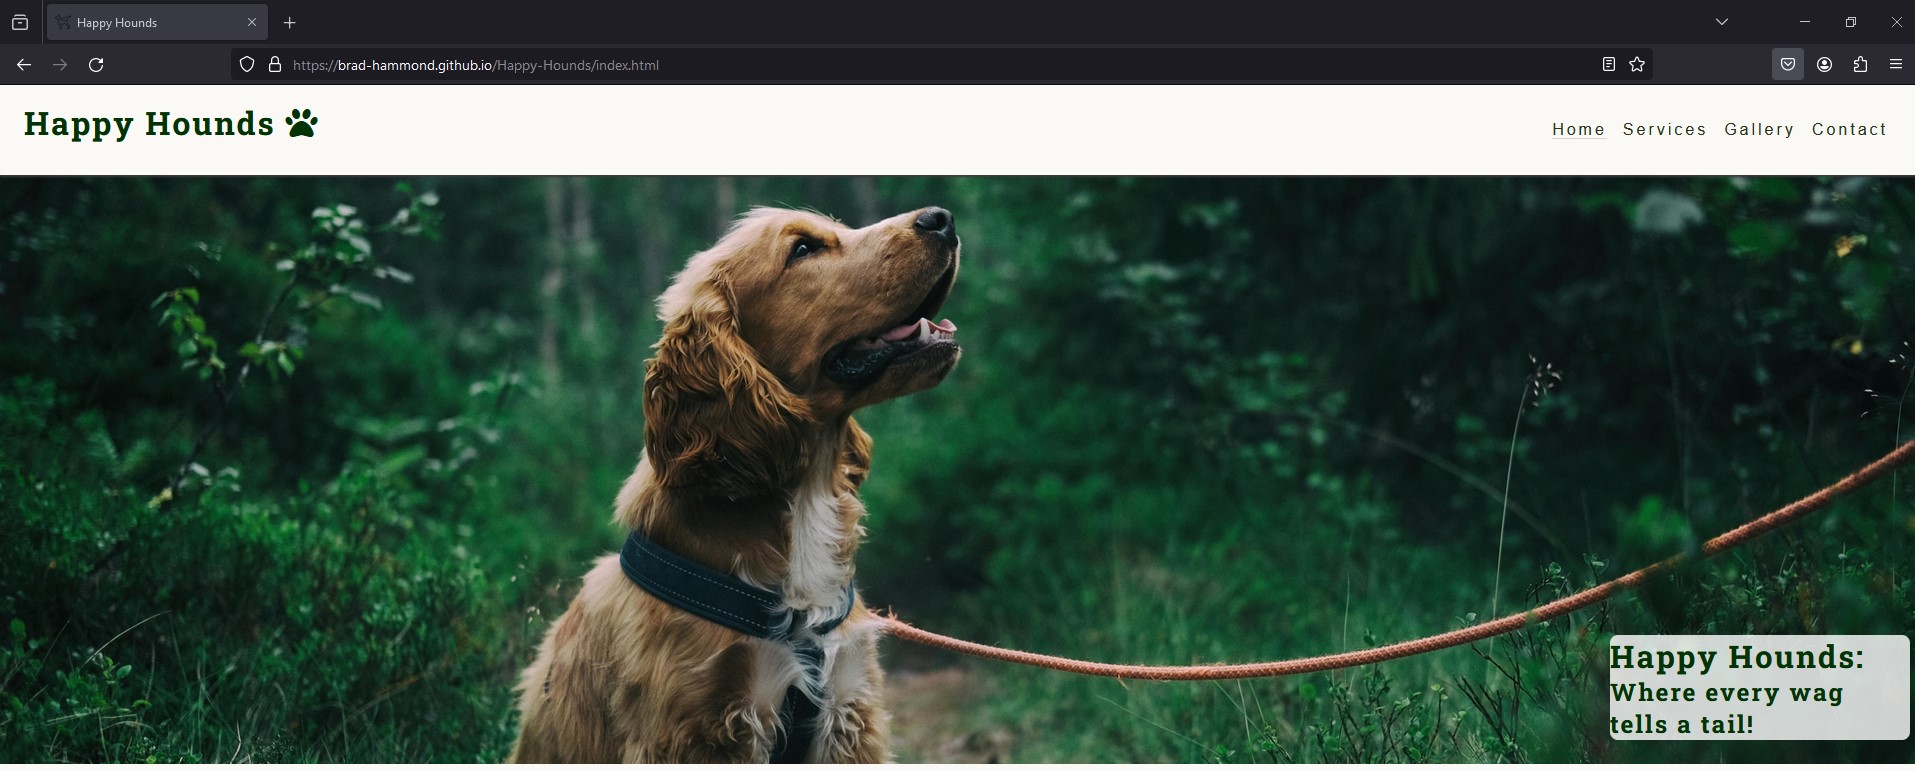 Happy Hounds
https://brad-hammond.github.io/Happy-Hounds/index.html
Happy Hounds
Home Services Gallery Contact
Happy Hounds:
Where every wag
tells a tail!